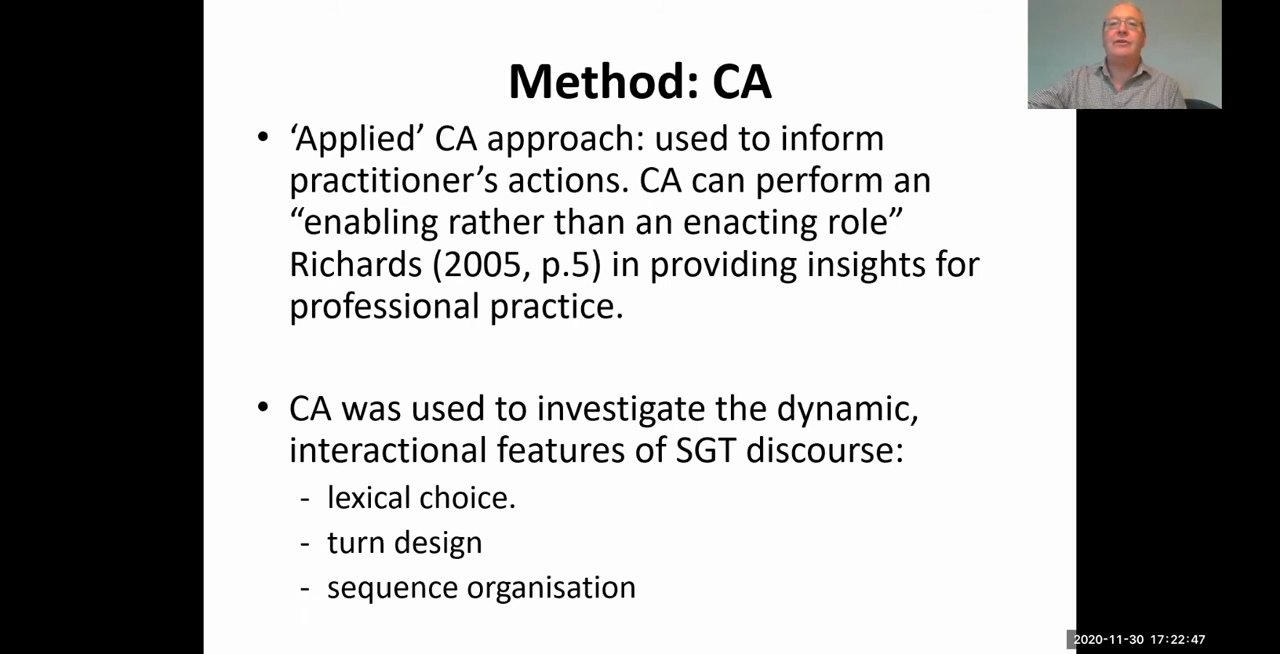 Method: CA
• ‘Applied’ CA approach: used to inform
practitioner’s actions. CA can perform an
“enabling rather than an enacting role”
Richards (2005, p.5) in providing insights for
professional practice.
• CA was used to investigate the dynamic,
interactional features of SGT discourse:
- lexical choice.
- turn design
- sequence organisation
2020-11-30 17:22:47